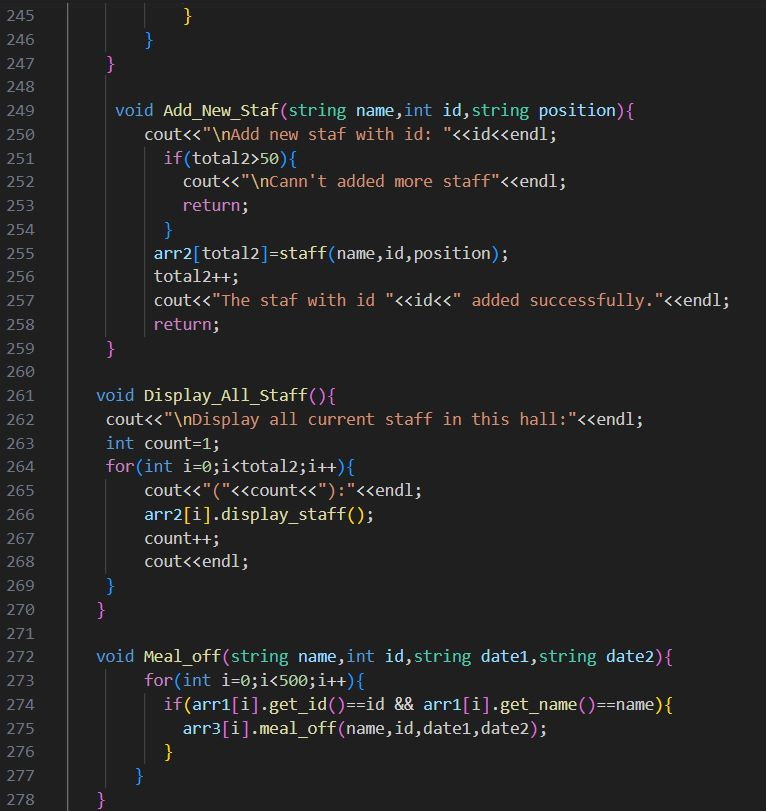 245 }
246 }
247 }
248
249 void Add_New_Staf(string name,int id,string position){
250 cout<<"\nAdd new staf with id: "<<id<<endl;
251 if(total2>50){
252 cout<<"\nCann't added more staff"<<endl;
253 return;
254 }
255 arr2[total2]=staff(name,id,position);
256 total2++;
257 cout<<"The staf with id "<<id<<" added successfully."<<endl;
258 return;
259 }
260
261 void Display_All_Staff(){
262 cout<<"\nDisplay all current staff in this hall:"<<endl;
263 int count=1;
264 for(int i=0;i<total2;i++){
265 cout<<"("<<count<<"):"<<endl;
266 arr2[i].display_staff();
267 count++;
268 cout<<endl;
269 }
270 }
271
272 void Meal_off(string name,int id,string date1,string date2){
273 for(int i=0;i<500;i++){
274 if(arr1[i].get_id()==id && arr1[i].get_name()==name){
275 arr3[i].meal_off(name,id,date1,date2);
276 }
277 }
278 }